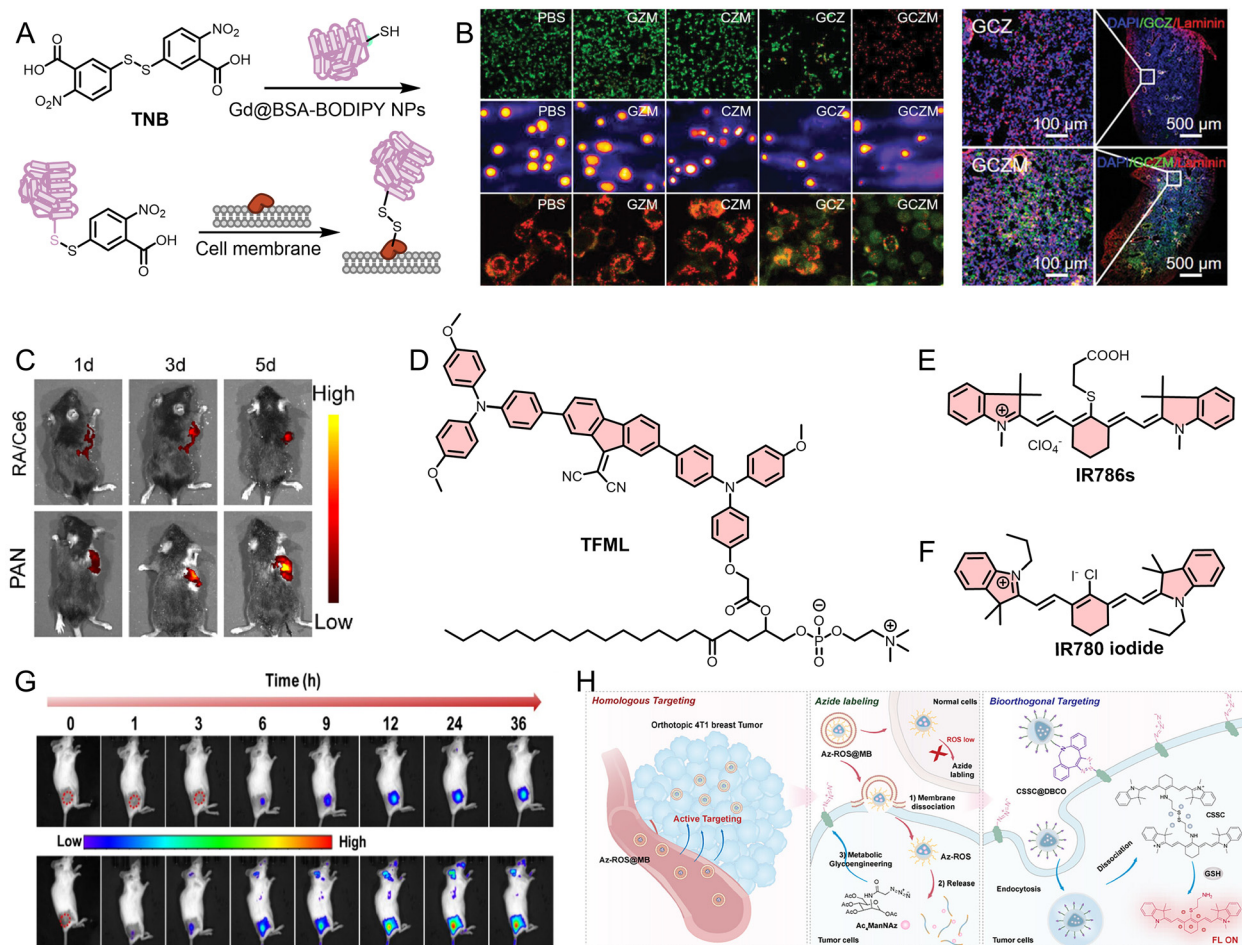 A
HO
O
NO₂
S
S
NO₂
O
OH
TNB
SH
Gd@BSA-BODIPY NPs
S
S
NO₂
OH
O
Cell membrane
S
S
B
PBS
GZM
CZM
GCZ
GCZM
PBS
GZM
CZM
GCZ
GCZM
PBS
GZM
CZM
GCZ
GCZM
GCZ
DAPI/GCZ/Laminin
100 µm
500 µm
GCZM
DAPI/GCZM/Laminin
100 µm
500 µm
C
1d
3d
5d
RA/Ce6
PAN
High
Low
D
O
N
O
NC
CN
O
N
TFML
O
O
O
O
O
P
O
O
O
N
E
COOH
S
N
N
ClO₄⁻
IR786s
F
N
I⁻
Cl
N
IR780 iodide
G
Time (h)
0
1
3
6
9
12
24
36
Low
High
H
Homologous Targeting
Orthotopic 4T1 breast Tumor
Active Targeting
Az-ROS@MB
Azide labeling
Normal cells
Az-ROS@MB
ROS low
Azide
labling
1) Membrane
dissociation
3) Metabolic
Glycoengineering
Az-ROS
2) Release
AcO
AcO
AcO
OAc
Ac₄ManNAz
Tumor cells
Bioorthogonal Targeting
CSSC@DBCO
CSSC
Dissociation
Endocytosis
GSH
NH₂
FL ON
Tumor cells